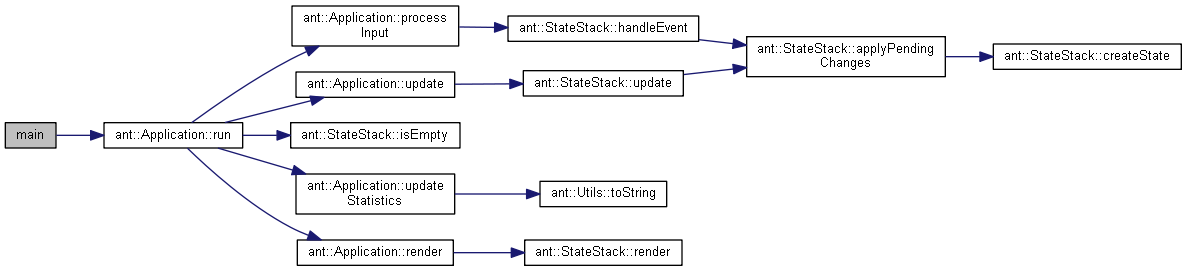 ant::Application::process
Input
ant::StateStack::handleEvent
ant::StateStack::applyPending
Changes
ant::StateStack::createState
ant::Application::update
ant::StateStack::update
main
ant::Application::run
ant::StateStack::isEmpty
ant::Application::update
Statistics
ant::Utils::toString
ant::Application::render
ant::StateStack::render